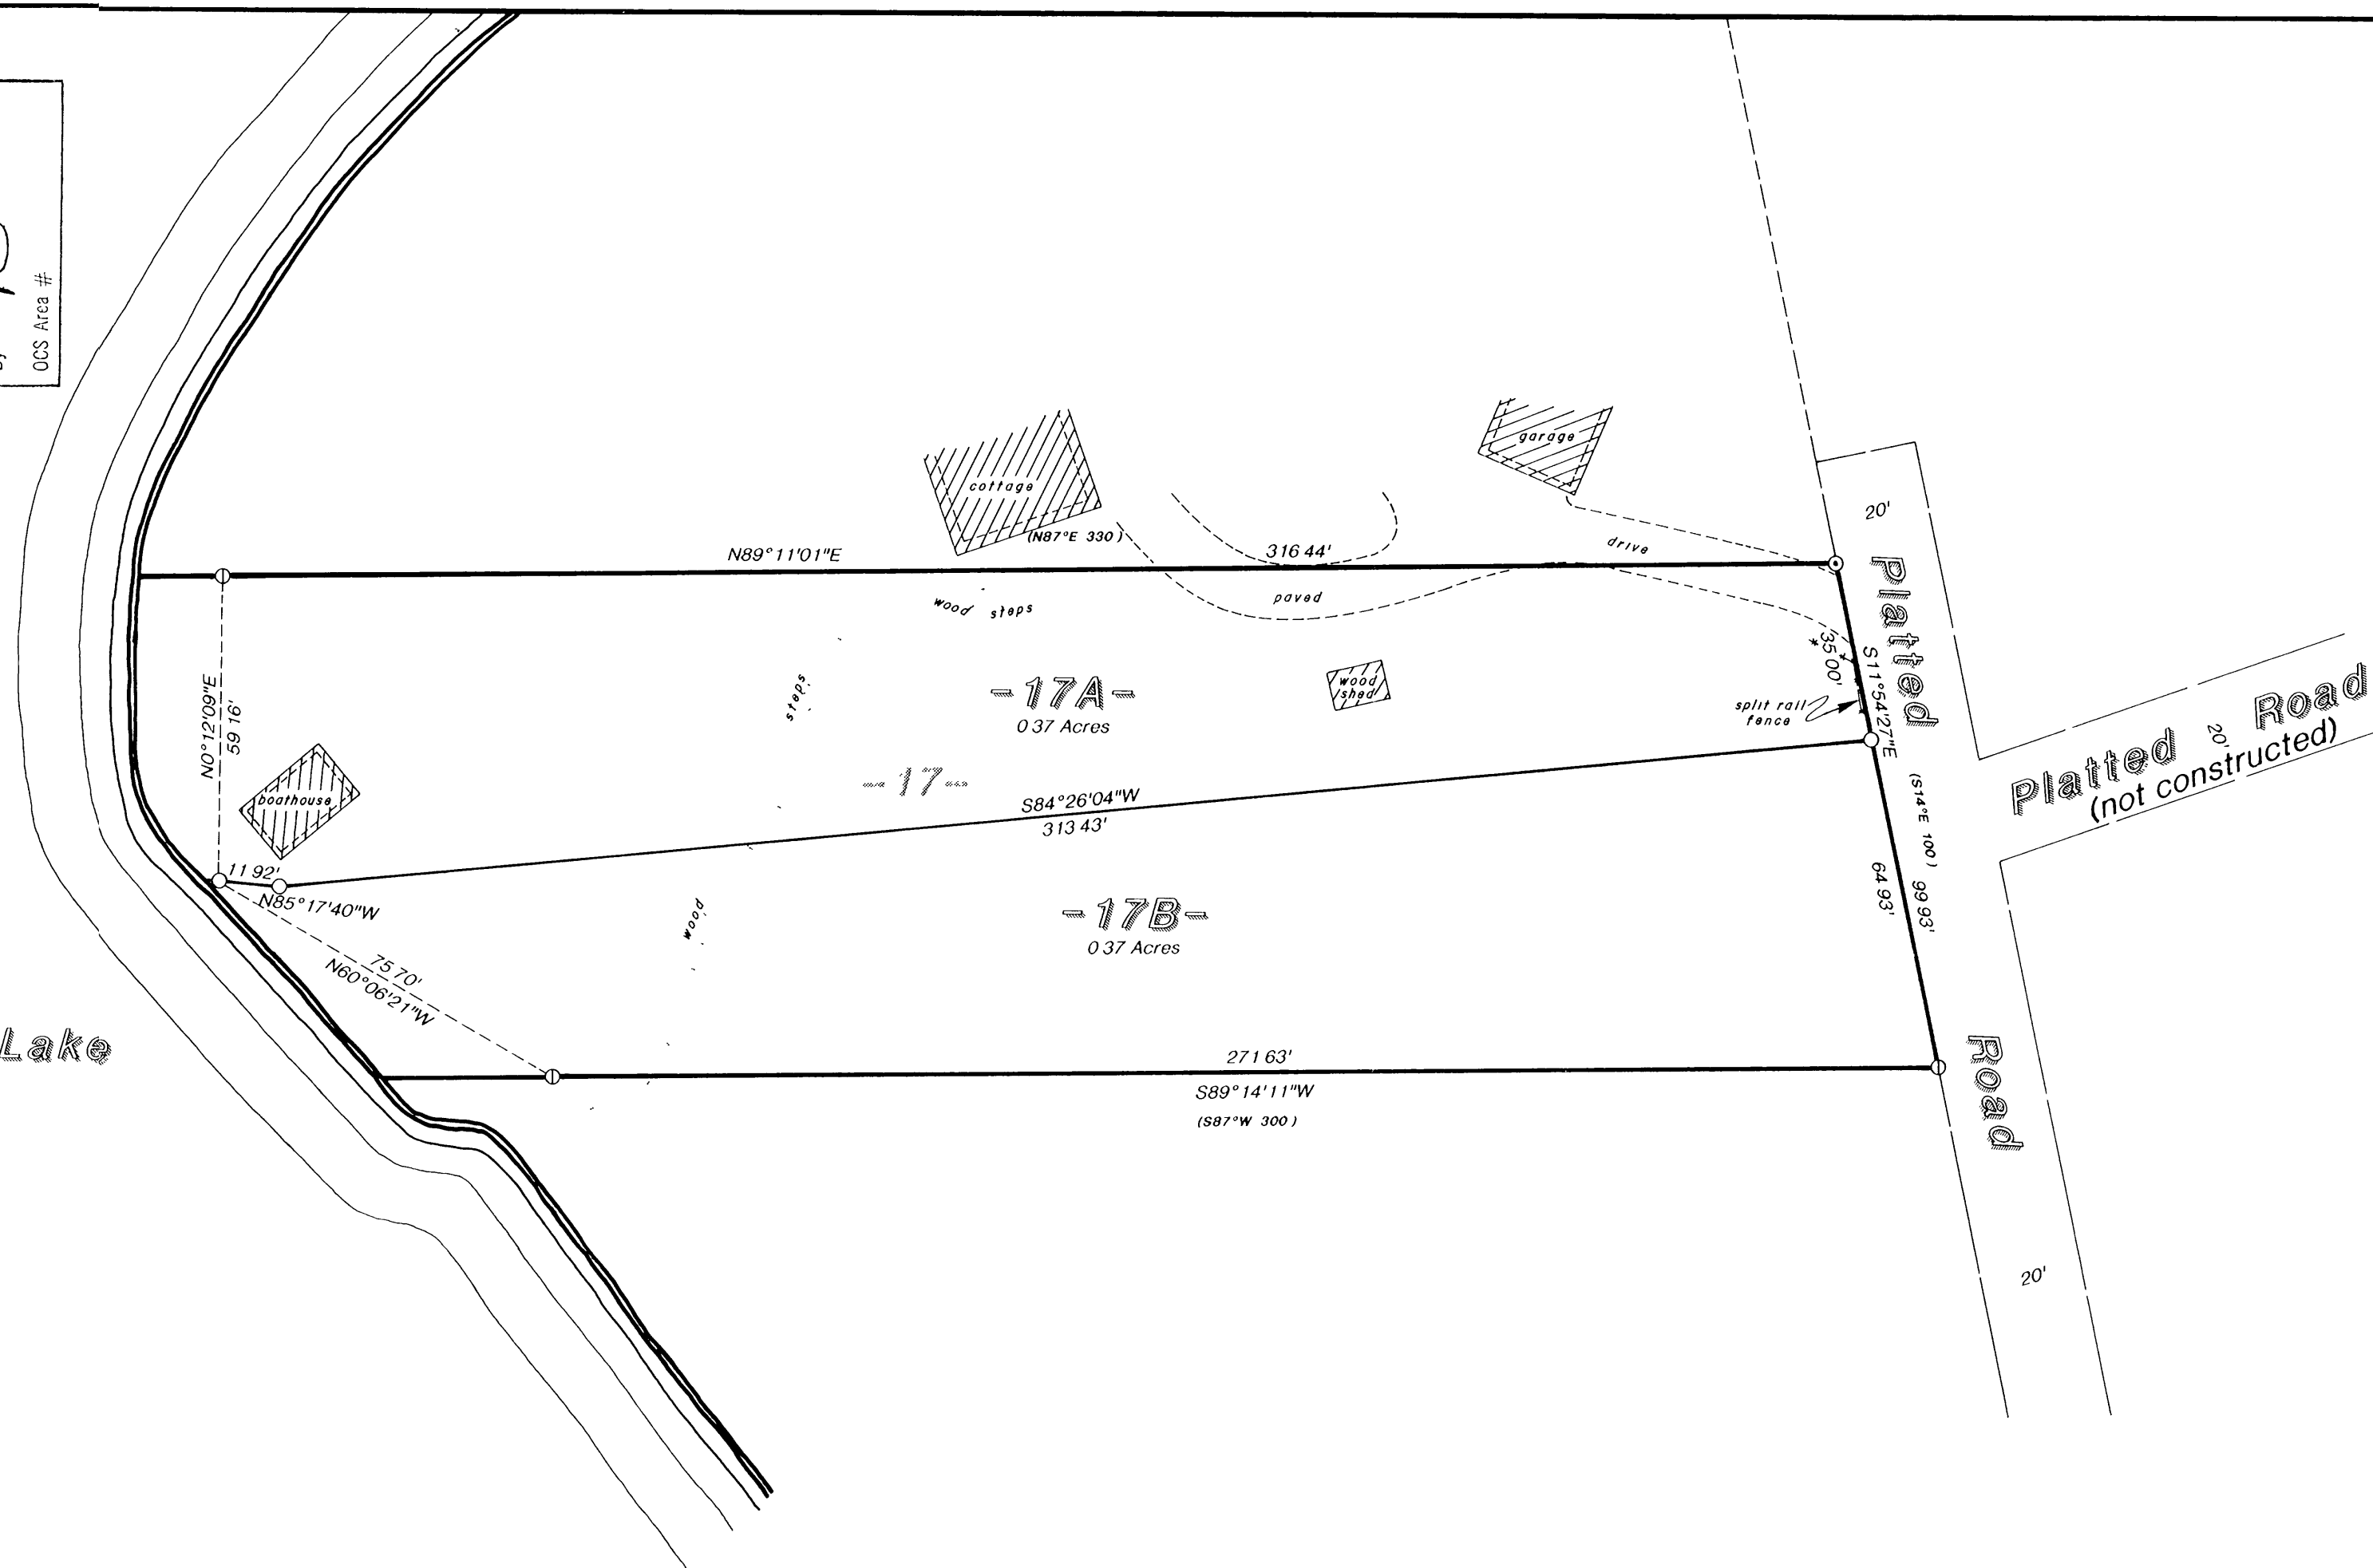 OCS Area #
garage
cottage
(N87°E 330)
20'
N89°11'01"E
316 44'
drive
Platted
wood steps
paved
*
35 00'
S11°54'27"E
N0°12'09"E
59 16'
steps
-17A-
0 37 Acres
wood
shed
split rail
fence
Platted Road
20'
(not constructed)
boathouse
-17-
S84°26'04"W
313 43'
(S14°E 100)
11 92'
N85°17'40"W
64 93'
99 93'
wood
-17B-
0 37 Acres
75 70'
N60°06'21"W
Lake
271 63'
S89°14'11"W
(S87°W 300)
Road
20'